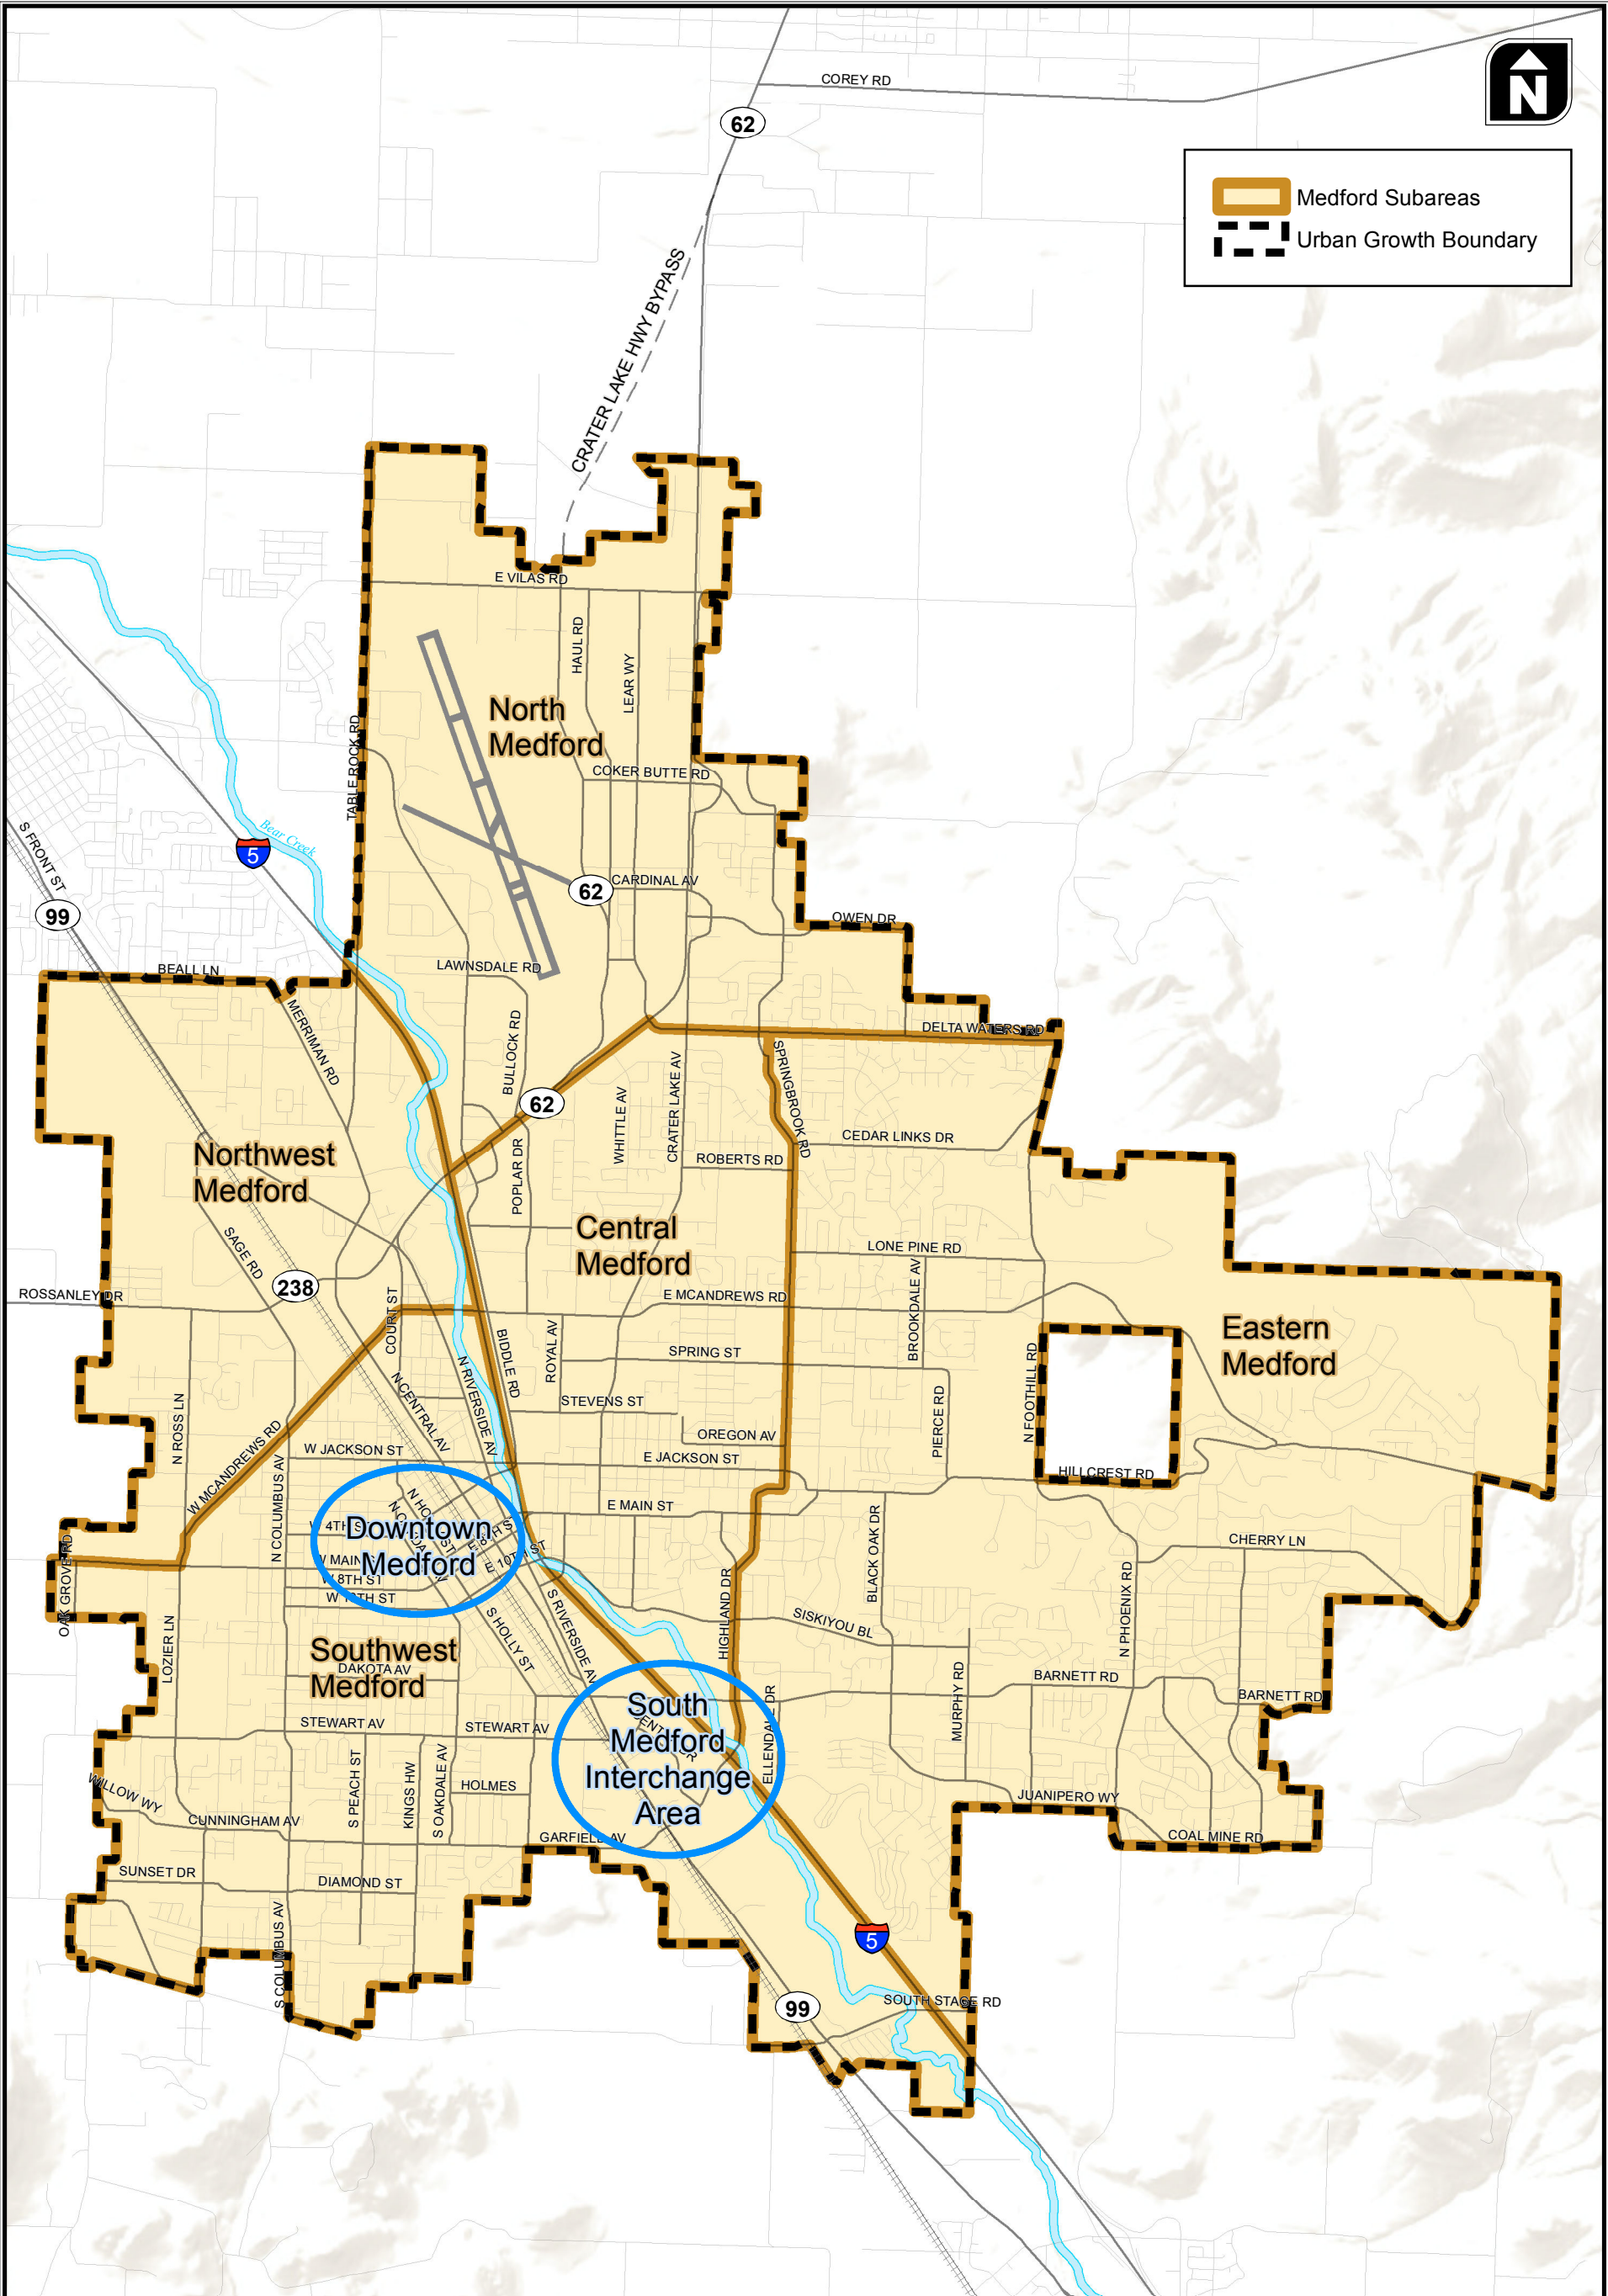 COREY RD
62
N
Medford Subareas
Urban Growth Boundary
CRATER LAKE HWY BYPASS
E VILAS RD
HAUL RD
LEAR WY
North
Medford
TABLE ROCK RD
COKER BUTTE RD
Bear Creek
5
S FRONT ST
99
62
CARDINAL AV
OWEN DR
BEALL LN
LAWNSDALE RD
MERRIMAN RD
BULLOCK RD
DELTA WATERS RD
SPRINGBROOK RD
62
WHITTLE AV
CRATER LAKE AV
CEDAR LINKS DR
Northwest
Medford
POPLAR DR
ROBERTS RD
Central
Medford
SAGE RD
LONE PINE RD
BROOKDALE AV
238
ROSSANLEY DR
COURT ST
E MCANDREWS RD
Eastern
Medford
BIDDLE RD
ROYAL AV
SPRING ST
N FOOTHILL RD
N RIVERSIDE AV
N CENTRAL AV
STEVENS ST
PIERCE RD
N ROSS LN
W MCANDREWS RD
OREGON AV
W JACKSON ST
E JACKSON ST
HILLCREST RD
N COLUMBUS AV
E MAIN ST
BLACK OAK DR
W 4TH ST
Downtown
Medford
E 10TH ST
W MAIN S
W 8TH ST
CHERRY LN
OAK GROVE RD
N PHOENIX RD
HIGHLAND DR
S RIVERSIDE AV
S HOLLY ST
SISKIYOU BL
LOZIER LN
Southwest
Medford
DAKOTA AV
BARNETT RD
BARNETT RD
MURPHY RD
South
Medford
Interchange
Area
ELLENDALE DR
STEWART AV
STEWART AV
S PEACH ST
KINGS HW
S OAKDALE AV
HOLMES
WILLOW WY
JUANIPERO WY
CUNNINGHAM AV
GARFIELD AV
COAL MINE RD
SUNSET DR
DIAMOND ST
S COLUMBUS AV
5
SOUTH STAGE RD
99